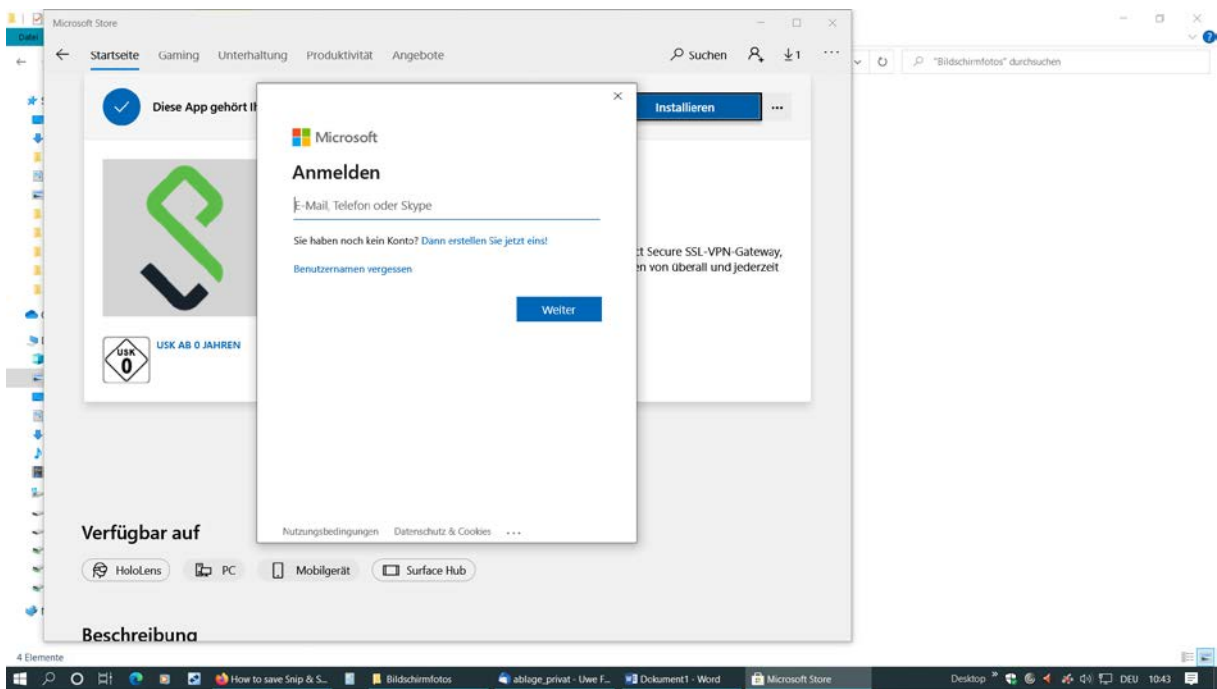 Microsoft Store
Datei
Startseite Gaming Unterhaltung Produktivität Angebote Suchen 1
"Bildschirmfotos" durchsuchen
Diese App gehört
Installieren
Microsoft
Anmelden
E-Mail, Telefon oder Skype
Sie haben noch kein Konto? Dann erstellen Sie jetzt eins!
Benutzernamen vergessen
Weiter
Secure SSL-VPN-Gateway,
von überall und jederzeit
USK
0
USK AB 0 JAHREN
Nutzungsbedingungen Datenschutz & Cookies ...
Verfügbar auf
HoloLens PC Mobilgerät Surface Hub
Beschreibung
4 Elemente
How to save Snip & S... Bildschirmfotos ablage_privat - Uwe F... Dokument1 - Word Microsoft Store Desktop DEU 10:43